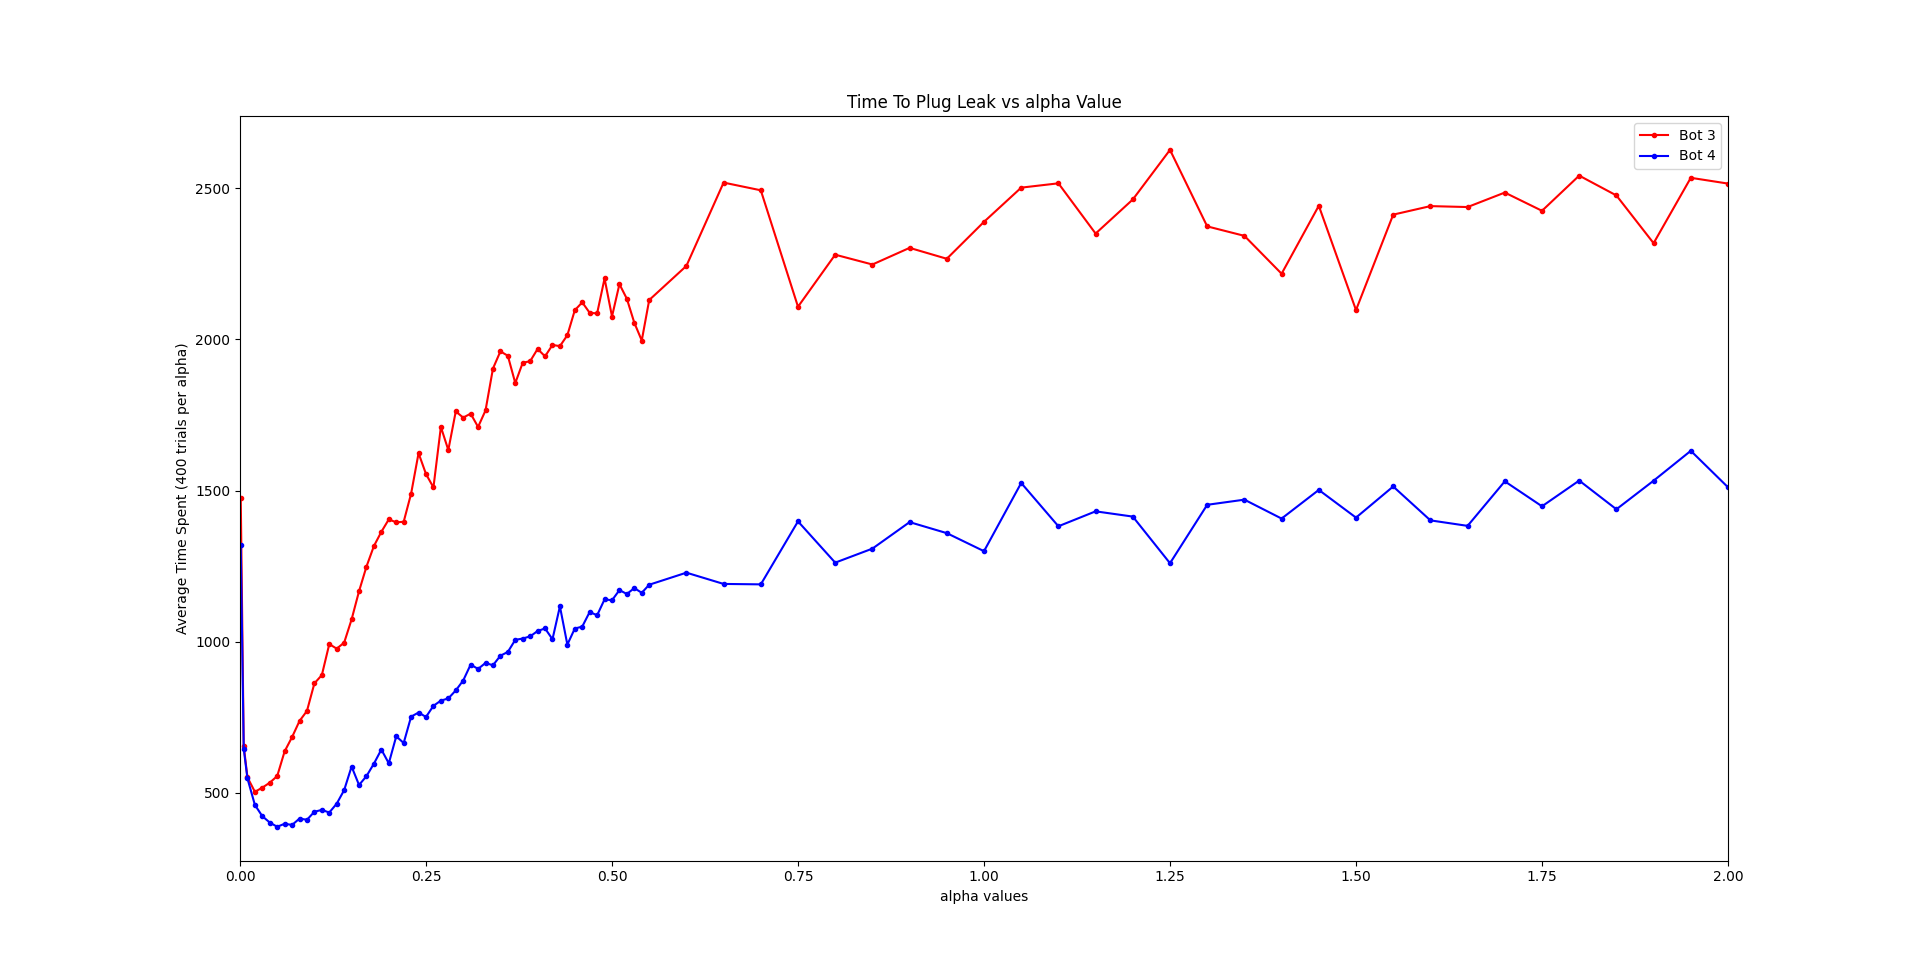 Time To Plug Leak vs alpha Value
Bot 3
Bot 4
Average Time Spent (400 trials per alpha)
2500
2000
1500
1000
500
0.00 0.25 0.50 0.75 1.00 1.25 1.50 1.75 2.00
alpha values